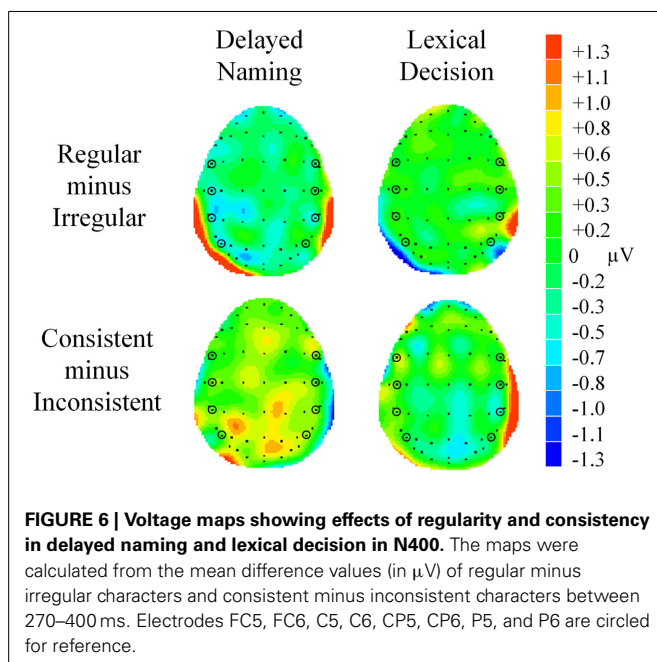 Delayed
Naming
Lexical
Decision
Regular
minus
Irregular
Consistent
minus
Inconsistent
+1.3
+1.1
+1.0
+0.8
+0.6
+0.5
+0.3
+0.2
0 µV
-0.2
-0.3
-0.5
-0.7
-0.8
-1.0
-1.1
-1.3
FIGURE 6 | Voltage maps showing effects of regularity and consistency
in delayed naming and lexical decision in N400. The maps were
calculated from the mean difference values (in µV) of regular minus
irregular characters and consistent minus inconsistent characters between
270–400 ms. Electrodes FC5, FC6, C5, C6, CP5, CP6, P5, and P6 are circled
for reference.